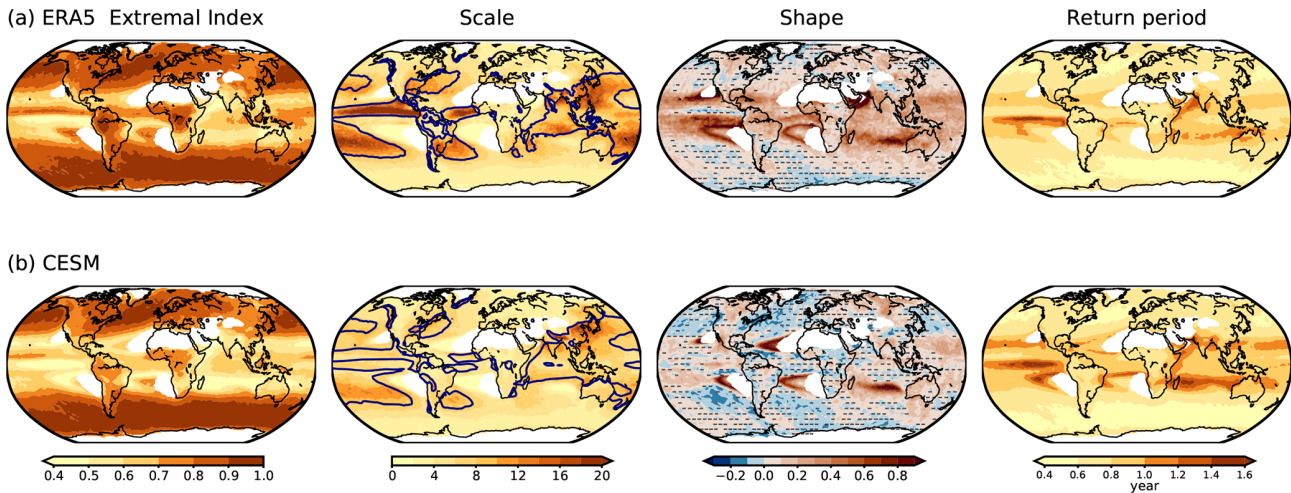 (a) ERA5 Extremal Index Scale Shape Return period
(b) CESM
0.4 0.5 0.6 0.7 0.8 0.9 1.0 0 4 8 12 16 20 −0.2 0.0 0.2 0.4 0.6 0.8 0.4 0.6 0.8 1.0 1.2 1.4 1.6
year